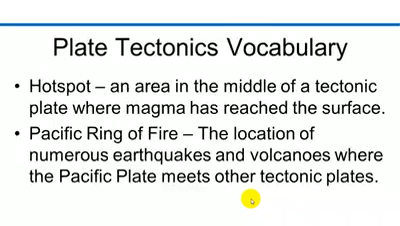 Plate Tectonics Vocabulary
• Hotspot – an area in the middle of a tectonic
plate where magma has reached the surface.
• Pacific Ring of Fire – The location of
numerous earthquakes and volcanoes where
the Pacific Plate meets other tectonic plates.